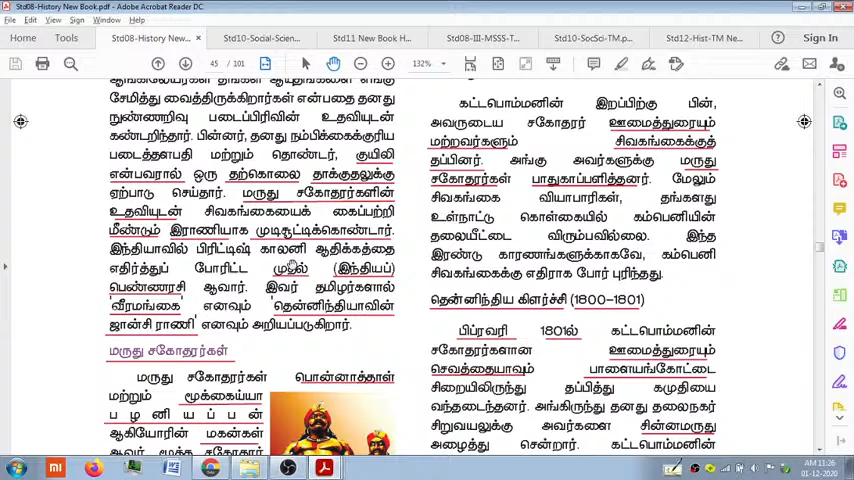 Std08-History New Book.pdf - Adobe Acrobat Reader DC
File Edit View Sign Window Help
Home Tools Std08-History New... × Std10-Social-Scien... Std11 New Book H... Std08-III-MSSS-T... Std10-SocSci-TM.p... Std12-Hist-TM Ne... Sign In
45 / 101 132%
சேமித்து வைத்திருக்கிறார்கள் என்பதை தனது
நுண்ணறிவு படைப்பிரிவின் உதவியுடன்
கண்டறிந்தார். பின்னர், தனது நம்பிக்கைக்குரிய
படைத்தளபதி மற்றும் தொண்டர், குயிலி
என்பவரால் ஒரு தற்கொலை தாக்குதலுக்கு
ஏற்பாடு செய்தார். மருது சகோதரர்களின்
உதவியுடன் சிவகங்கையைக் கைப்பற்றி
மீண்டும் இராணியாக முடிசூட்டிக்கொண்டார்.
இந்தியாவில் பிரிட்டிஷ் காலனி ஆதிக்கத்தை
எதிர்த்துப் போரிட்ட முதல் (இந்தியப்)
பெண்ணரசி ஆவார். இவர் தமிழர்களால்
'வீரமங்கை' எனவும் 'தென்னிந்தியாவின்
ஜான்சி ராணி' எனவும் அறியப்படுகிறார்.
மருது சகோதரர்கள்
மருது சகோதரர்கள் பொன்னாத்தாள்
மற்றும் மூக்கையா
பழனியப்பன்
ஆகியோரின் மகன்கள்
ஆவர் மூத்த சகோதரர்
கட்டபொம்மனின் இறப்பிற்கு பின்,
அவருடைய சகோதரர் ஊமைத்துரையும்
மற்றவர்களும் சிவகங்கைக்குத்
தப்பினர். அங்கு அவர்களுக்கு மருது
சகோதரர்கள் பாதுகாப்பளித்தனர். மேலும்
சிவகங்கை வியாபாரிகள், தங்களது
உள்நாட்டு கொள்கையில் கம்பெனியின்
தலையீட்டை விரும்பவில்லை. இந்த
இரண்டு காரணங்களுக்காகவே, கம்பெனி
சிவகங்கைக்கு எதிராக போர் புரிந்தது.
தென்னிந்திய கிளர்ச்சி (1800–1801)
பிப்ரவரி 1801ல் கட்டபொம்மனின்
சகோதரர்களான ஊமைத்துரையும்
செவத்தையாவும் பாளையங்கோட்டை
சிறையிலிருந்து தப்பித்து கமுதியை
வந்தடைந்தனர். அங்கிருந்து தனது தலைநகர்
சிறுவயலுக்கு அவர்களை சின்னமருது
அழைத்து சென்றார். கட்டபொம்மனின்
AM 11:26
01-12-2020